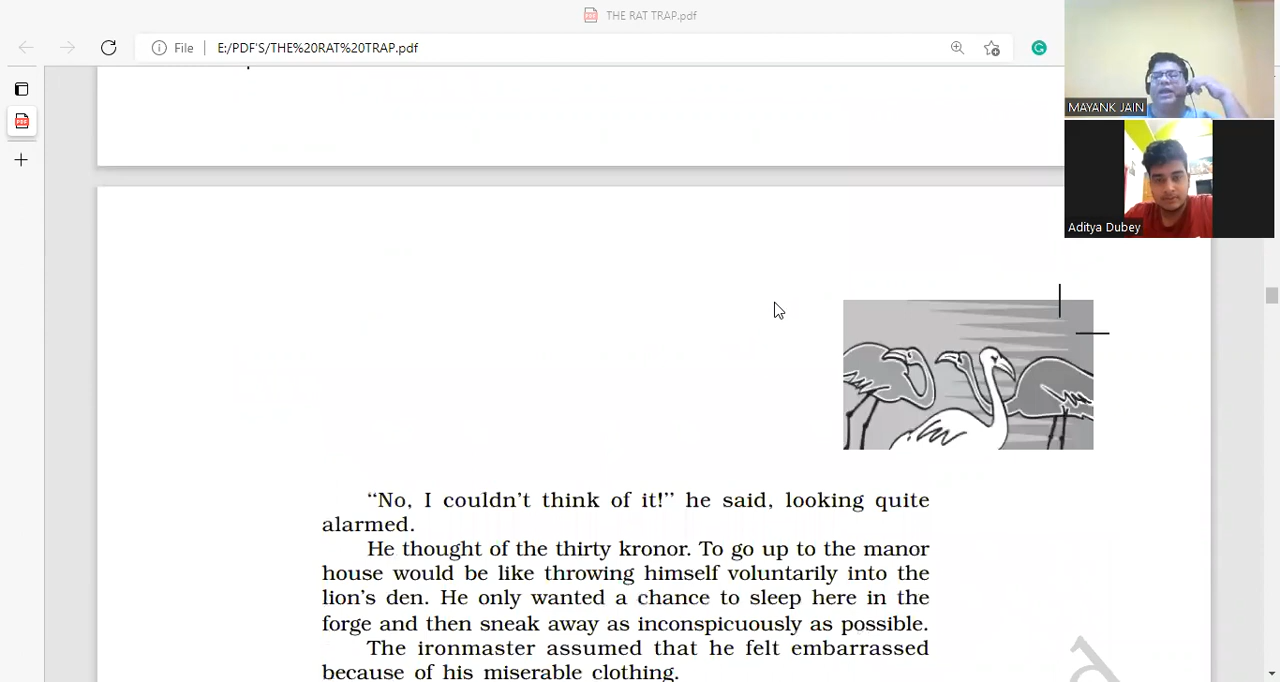 THE RAT TRAP.pdf
File
E:/PDF'S/THE%20RAT%20TRAP.pdf
MAYANK JAIN
Aditya Dubey
“No, I couldn’t think of it!” he said, looking quite
alarmed.
He thought of the thirty kronor. To go up to the manor
house would be like throwing himself voluntarily into the
lion’s den. He only wanted a chance to sleep here in the
forge and then sneak away as inconspicuously as possible.
The ironmaster assumed that he felt embarrassed
because of his miserable clothing.